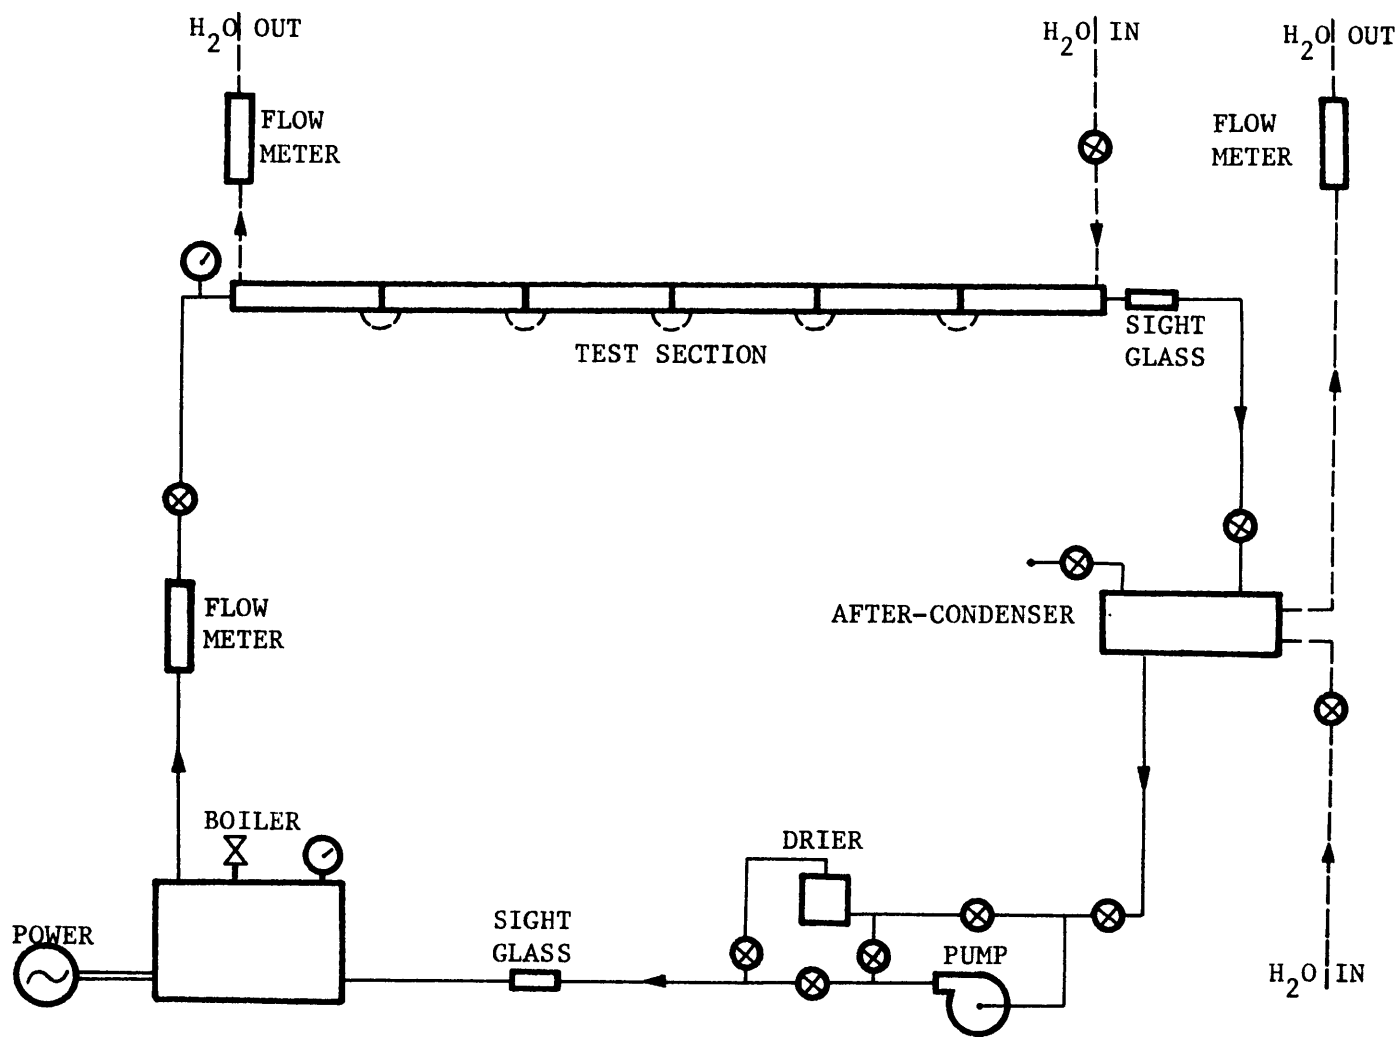 H2O OUT
H2O IN
H2O OUT
FLOW
METER
FLOW
METER
SIGHT
GLASS
TEST SECTION
FLOW
METER
AFTER-CONDENSER
BOILER
DRIER
POWER
SIGHT
GLASS
PUMP
H2O IN